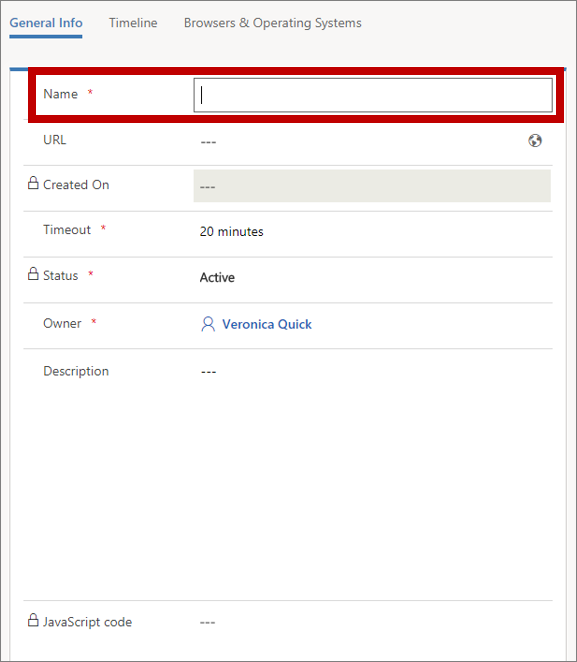 General Info Timeline Browsers & Operating Systems
Name *
URL ---
Created On ---
Timeout * 20 minutes
Status * Active
Owner * Veronica Quick
Description ---
JavaScript code ---